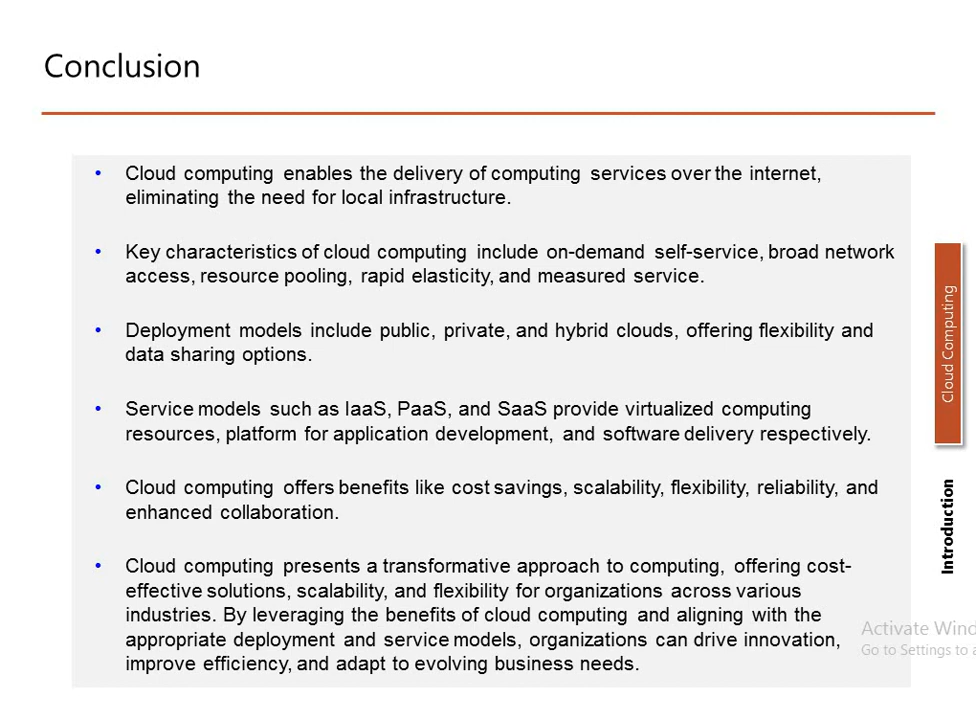 Conclusion
• Cloud computing enables the delivery of computing services over the internet,
eliminating the need for local infrastructure.
• Key characteristics of cloud computing include on-demand self-service, broad network
access, resource pooling, rapid elasticity, and measured service.
• Deployment models include public, private, and hybrid clouds, offering flexibility and
data sharing options.
• Service models such as IaaS, PaaS, and SaaS provide virtualized computing
resources, platform for application development, and software delivery respectively.
• Cloud computing offers benefits like cost savings, scalability, flexibility, reliability, and
enhanced collaboration.
• Cloud computing presents a transformative approach to computing, offering cost-
effective solutions, scalability, and flexibility for organizations across various
industries. By leveraging the benefits of cloud computing and aligning with the
appropriate deployment and service models, organizations can drive innovation,
improve efficiency, and adapt to evolving business needs.
Cloud Computing
Introduction
Activate Wind
Go to Settings to a